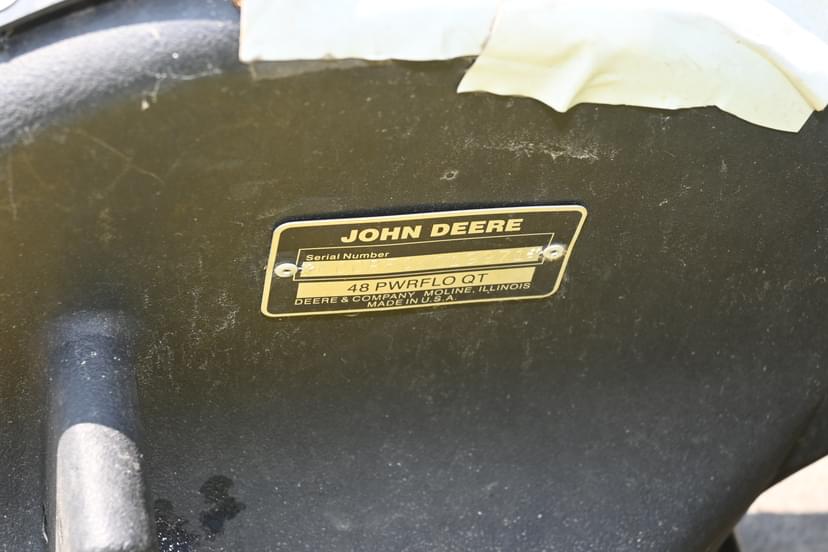 JOHN DEERE
Serial Number
48 PWRFLO QT
DEERE & COMPANY MOLINE, ILLINOIS
MADE IN U.S.A.